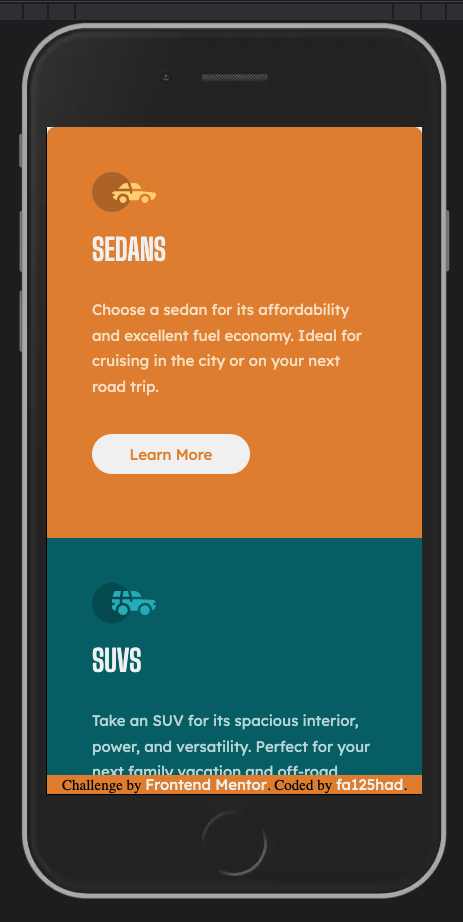 SEDANS
Choose a sedan for its affordability
and excellent fuel economy. Ideal for
cruising in the city or on your next
road trip.
Learn More
SUVS
Take an SUV for its spacious interior,
power, and versatility. Perfect for your
next family vacation and off-road
Challenge by Frontend Mentor. Coded by fa125had.